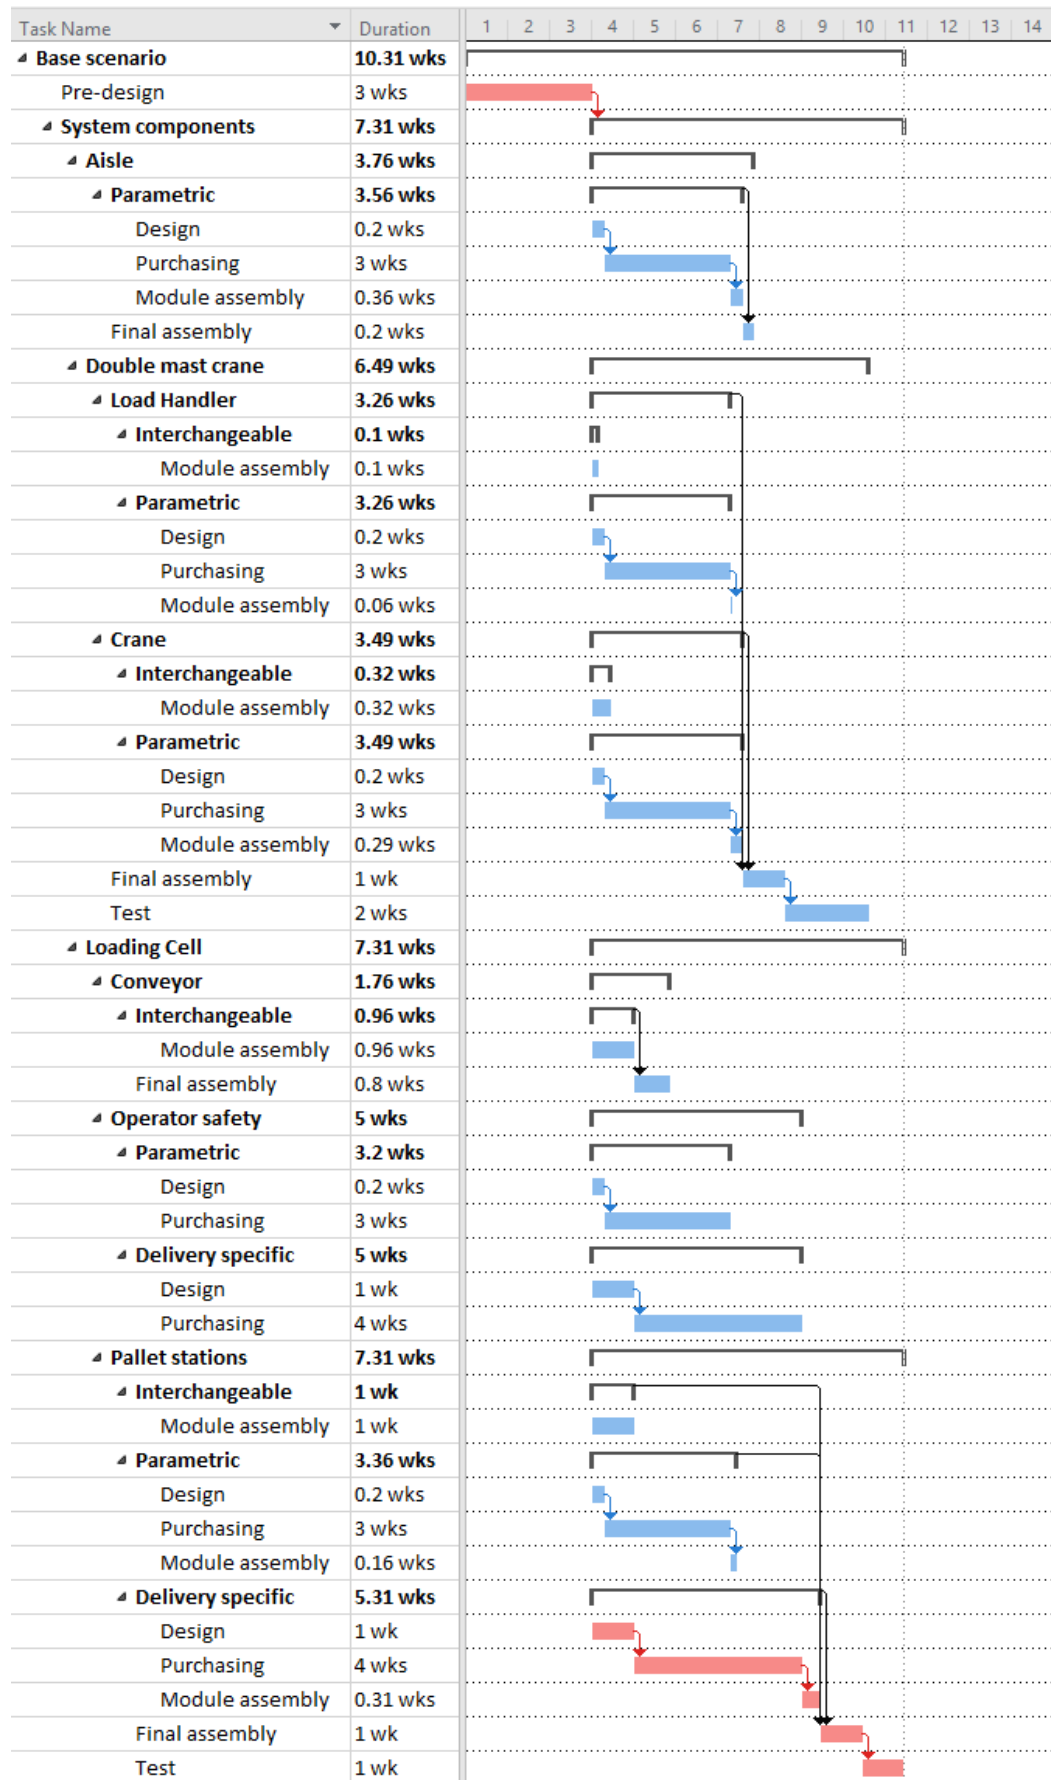 Task Name Duration 1 2 3 4 5 6 7 8 9 10 11 12 13 14
Base scenario 10.31 wks
Pre-design 3 wks
System components 7.31 wks
Aisle 3.76 wks
Parametric 3.56 wks
Design 0.2 wks
Purchasing 3 wks
Module assembly 0.36 wks
Final assembly 0.2 wks
Double mast crane 6.49 wks
Load Handler 3.26 wks
Interchangeable 0.1 wks
Module assembly 0.1 wks
Parametric 3.26 wks
Design 0.2 wks
Purchasing 3 wks
Module assembly 0.06 wks
Crane 3.49 wks
Interchangeable 0.32 wks
Module assembly 0.32 wks
Parametric 3.49 wks
Design 0.2 wks
Purchasing 3 wks
Module assembly 0.29 wks
Final assembly 1 wk
Test 2 wks
Loading Cell 7.31 wks
Conveyor 1.76 wks
Interchangeable 0.96 wks
Module assembly 0.96 wks
Final assembly 0.8 wks
Operator safety 5 wks
Parametric 3.2 wks
Design 0.2 wks
Purchasing 3 wks
Delivery specific 5 wks
Design 1 wk
Purchasing 4 wks
Pallet stations 7.31 wks
Interchangeable 1 wk
Module assembly 1 wk
Parametric 3.36 wks
Design 0.2 wks
Purchasing 3 wks
Module assembly 0.16 wks
Delivery specific 5.31 wks
Design 1 wk
Purchasing 4 wks
Module assembly 0.31 wks
Final assembly 1 wk
Test 1 wk